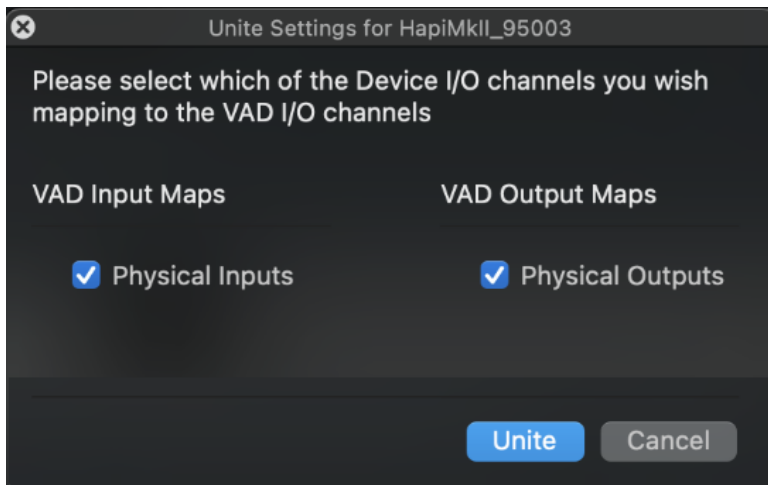 Unite Settings for HapiMkII_95003
Please select which of the Device I/O channels you wish
mapping to the VAD I/O channels
VAD Input Maps
VAD Output Maps
Physical Inputs
Physical Outputs
Unite
Cancel